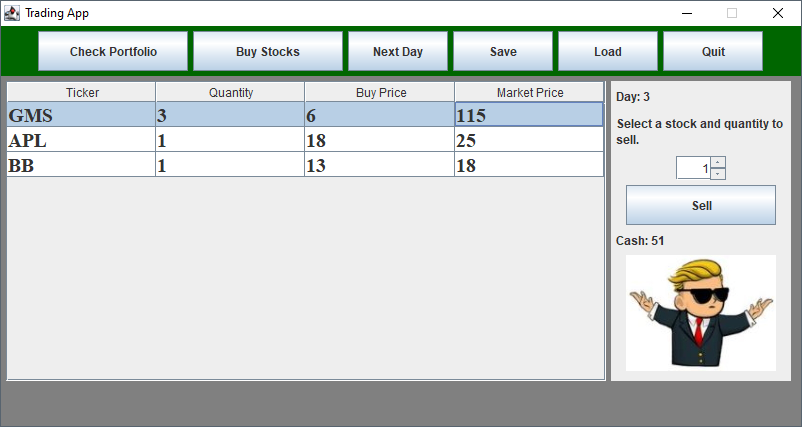 Trading App
Check Portfolio Buy Stocks Next Day Save Load Quit
Ticker Quantity Buy Price Market Price
GMS 3 6 115
APL 1 18 25
BB 1 13 18
Day: 3
Select a stock and quantity to
sell.
1
Sell
Cash: 51